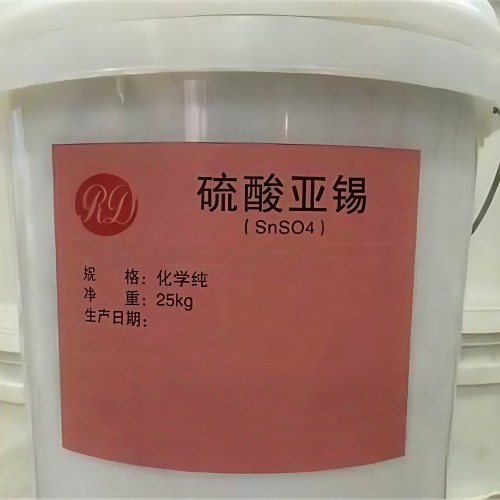 RD
硫酸亚锡
(SnSO4)
规 格：化学纯
净 重：25kg
生产日期：